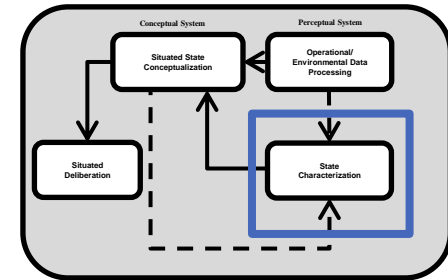 Conceptual System
Perceptual System
Situated State
Conceptualization
Operational/
Environmental Data
Processing
Situated
Deliberation
State
Characterization